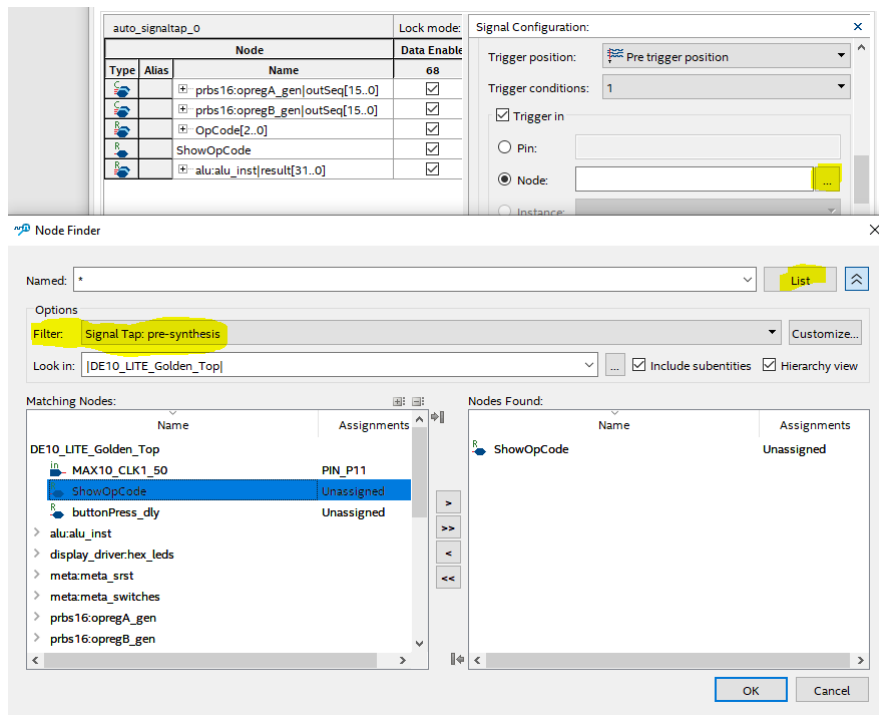 auto_signaltap_0 Lock mode:
Node Data Enable
Type Alias Name 68
prbs16:opregA_gen|outSeq[15..0]
prbs16:opregB_gen|outSeq[15..0]
OpCode[2..0]
ShowOpCode
alu:alu_inst|result[31..0]
Signal Configuration:
Trigger position: Pre trigger position
Trigger conditions: 1
Trigger in
Pin:
Node: ...
Instance:
Node Finder
Named: * List
Options
Filter: Signal Tap: pre-synthesis Customize...
Look in: |DE10_LITE_Golden_Top| ... Include subentities Hierarchy view
Matching Nodes:
Name Assignments
DE10_LITE_Golden_Top
in MAX10_CLK1_50 PIN_P11
ShowOpCode Unassigned
R buttonPress_dly Unassigned
alu:alu_inst
display_driver:hex_leds
meta:meta_srst
meta:meta_switches
prbs16:opregA_gen
prbs16:opregB_gen
>
>>
<
<<
Nodes Found:
Name Assignments
R ShowOpCode Unassigned
OK Cancel